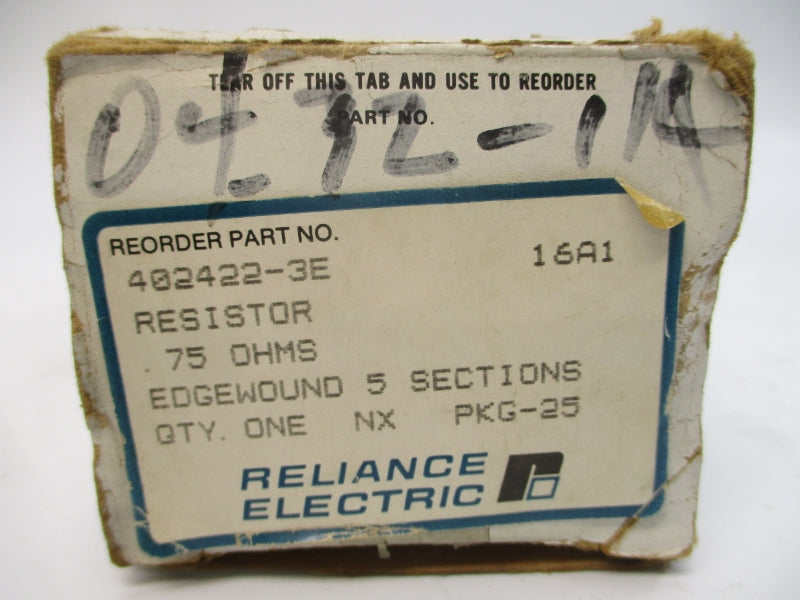 TEAR OFF THIS TAB AND USE TO REORDER
PART NO.
REORDER PART NO.
402422-3E 16A1
RESISTOR
.75 OHMS
EDGEWOUND 5 SECTIONS
QTY. ONE NX PKG-25
RELIANCE
ELECTRIC